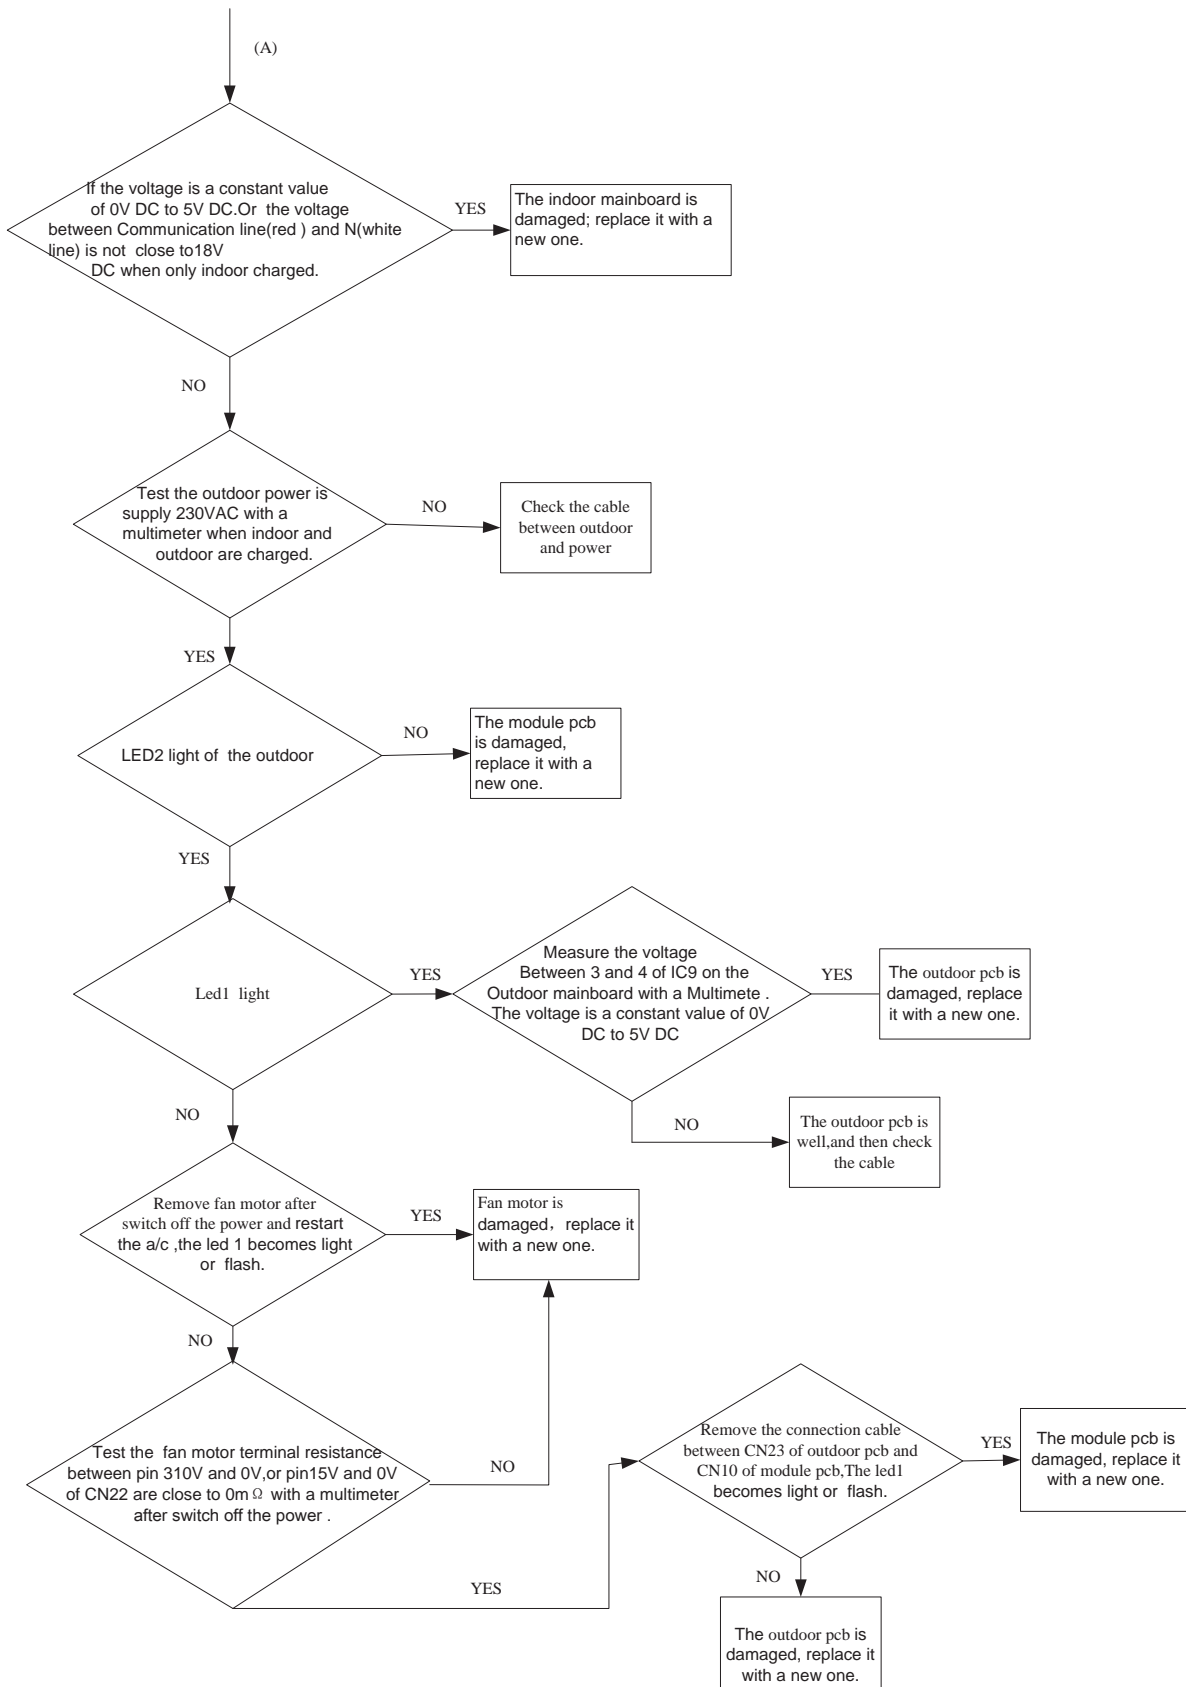 (A)
If the voltage is a constant value
of 0V DC to 5V DC.Or the voltage
between Communication line(red ) and N(white
line) is not close to18V
DC when only indoor charged.
YES
The indoor mainboard is
damaged; replace it with a
new one.
NO
Test the outdoor power is
supply 230VAC with a
multimeter when indoor and
outdoor are charged.
NO
Check the cable
between outdoor
and power
YES
LED2 light of the outdoor
NO
The module pcb
is damaged,
replace it with a
new one.
YES
Led1 light
YES
Measure the voltage
Between 3 and 4 of IC9 on the
Outdoor mainboard with a Multimete .
The voltage is a constant value of 0V
DC to 5V DC
YES
The outdoor pcb is
damaged, replace
it with a new one.
NO
The outdoor pcb is
well,and then check
the cable
NO
Remove fan motor after
switch off the power and restart
the a/c ,the led 1 becomes light
or flash.
YES
Fan motor is
damaged， replace it
with a new one.
NO
Test the fan motor terminal resistance
between pin 310V and 0V,or pin15V and 0V
of CN22 are close to 0m Ω with a multimeter
after switch off the power .
NO
YES
Remove the connection cable
between CN23 of outdoor pcb and
CN10 of module pcb,The led1
becomes light or flash.
YES
The module pcb is
damaged, replace it
with a new one.
NO
The outdoor pcb is
damaged, replace it
with a new one.